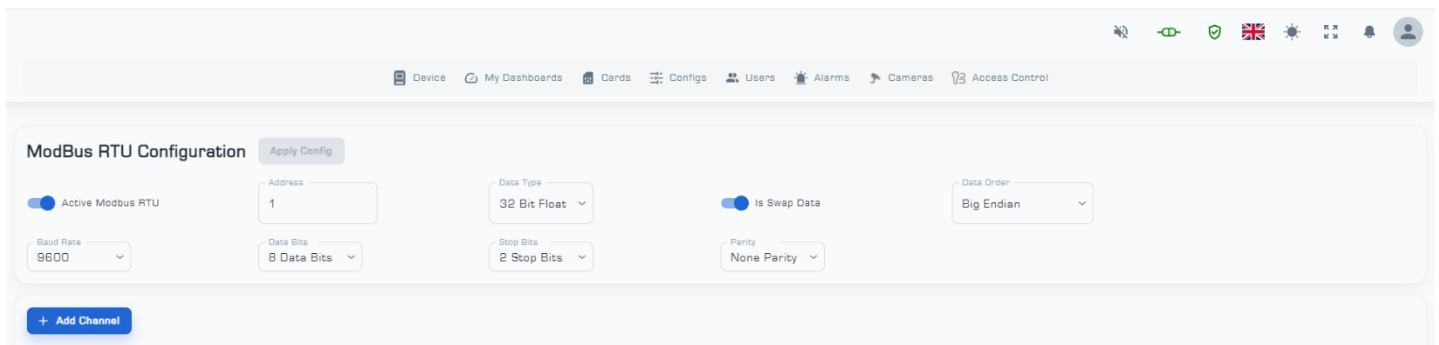 Device My Dashboards Cards Configs Users Alarms Cameras Access Control
ModBus RTU Configuration Apply Config
Active Modbus RTU
Address
1
Data Type
32 Bit Float
Is Swap Data
Data Order
Big Endian
Baud Rate
9600
Data Bits
8 Data Bits
Stop Bits
2 Stop Bits
Parity
None Parity
+ Add Channel